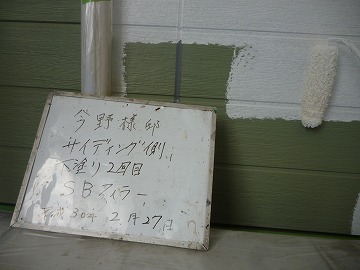 今野様邸
サイディング側
下塗り2回目
SBフィラー
平成30年 2月27日